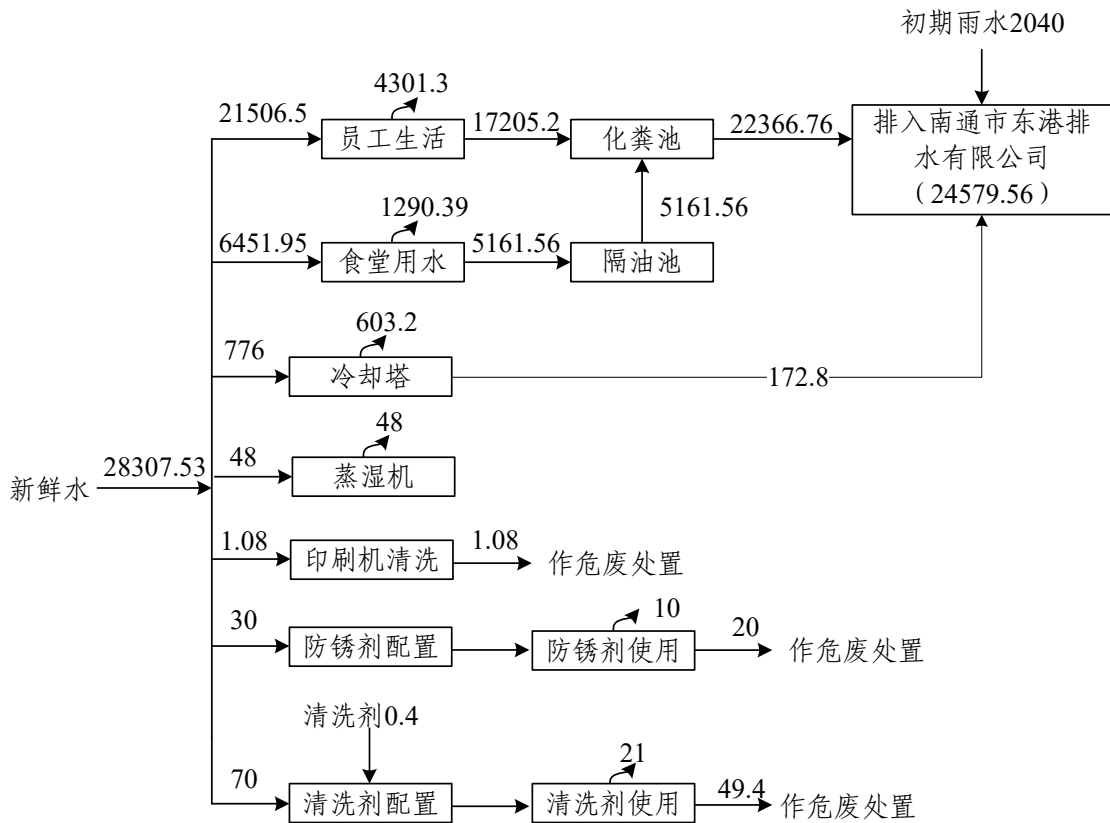 初期雨水2040
4301.3
21506.5
员工生活
17205.2
化粪池
22366.76
排入南通市东港排
水有限公司
（24579.56）
1290.39
5161.56
6451.95
食堂用水
5161.56
隔油池
603.2
776
冷却塔
172.8
48
新鲜水
28307.53
48
蒸湿机
1.08
印刷机清洗
1.08
作危废处置
30
防锈剂配置
10
防锈剂使用
20
作危废处置
清洗剂0.4
70
清洗剂配置
21
清洗剂使用
49.4
作危废处置